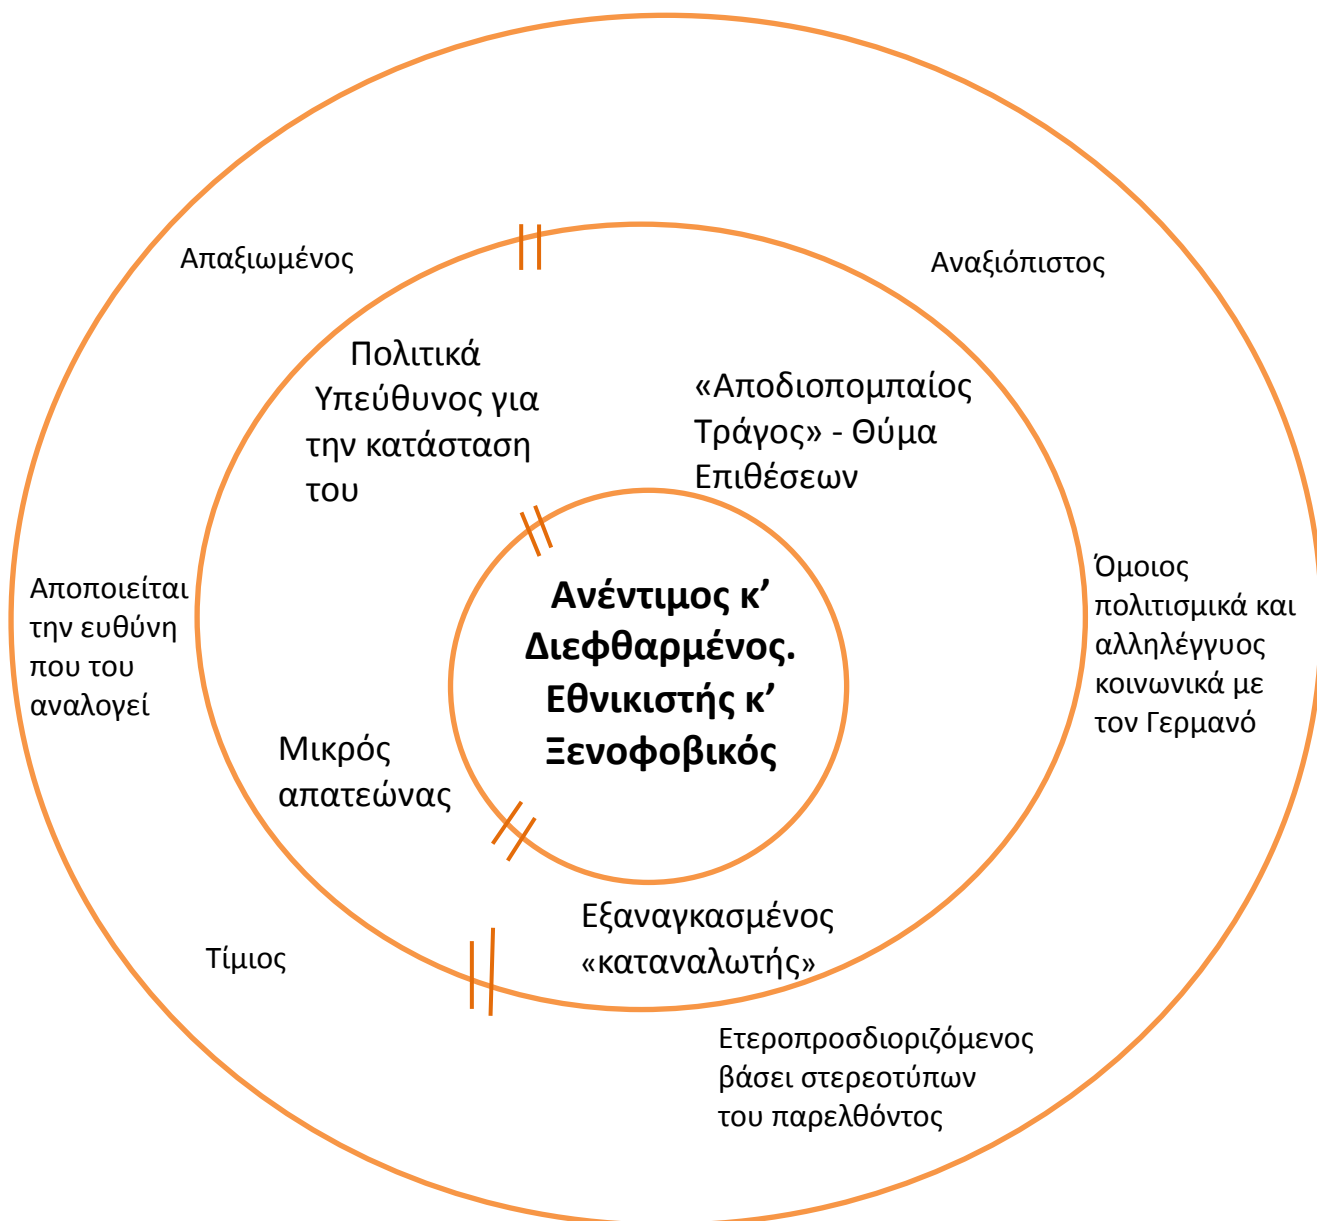 Απαξιωμένος
Αναξιόπιστος
Πολιτικά
Υπεύθυνος για
την κατάσταση
του
«Αποδιοπομπαίος
Τράγος» - Θύμα
Επιθέσεων
Αποποιείται
την ευθύνη
που του
αναλογεί
Ανέντιμος κ’
Διεφθαρμένος.
Εθνικιστής κ’
Ξενοφοβικός
Όμοιος
πολιτισμικά και
αλληλέγγυος
κοινωνικά με
τον Γερμανό
Μικρός
απατεώνας
Εξαναγκασμένος
«καταναλωτής»
Τίμιος
Ετεροπροσδιοριζόμενος
βάσει στερεοτύπων
του παρελθόντος